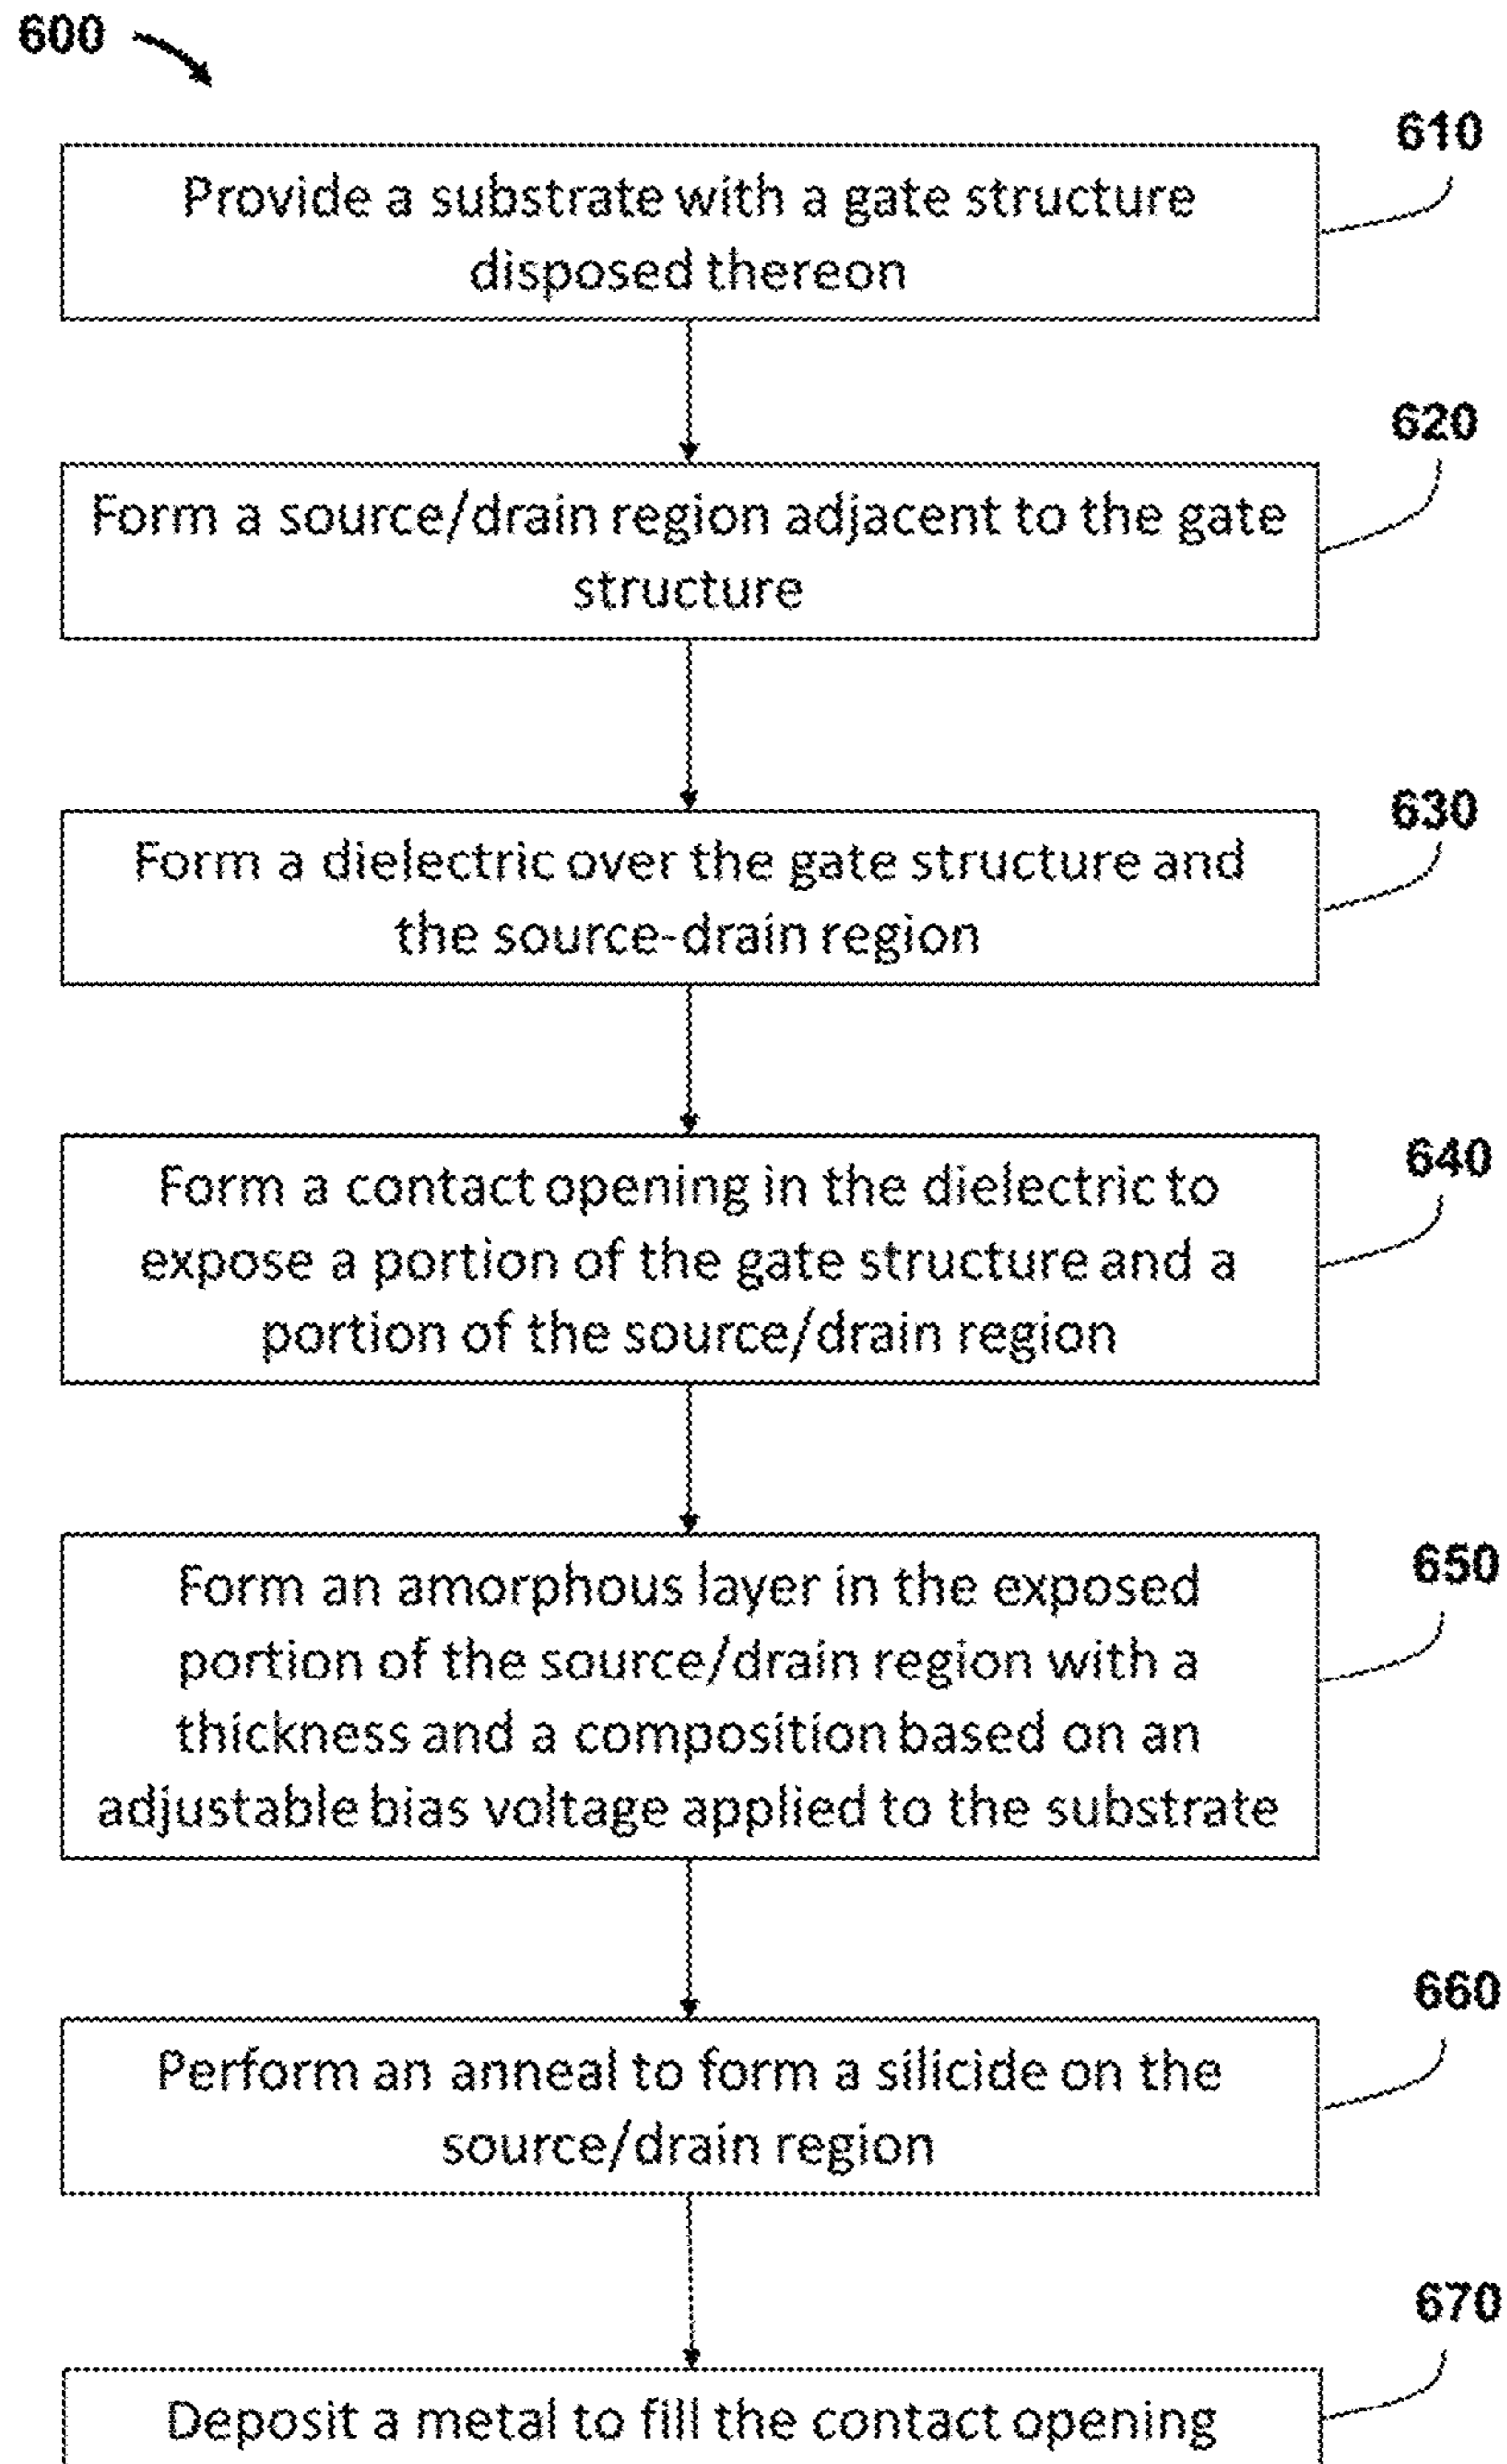 600
610
Provide a substrate with a gate structure
disposed thereon
620
Form a source/drain region adjacent to the gate
structure
630
Form a dielectric over the gate structure and
the source-drain region
640
Form a contact opening in the dielectric to
expose a portion of the gate structure and a
portion of the source/drain region
650
Form an amorphous layer in the exposed
portion of the source/drain region with a
thickness and a composition based on an
adjustable bias voltage applied to the substrate
660
Perform an anneal to form a silicide on the
source/drain region
670
Deposit a metal to fill the contact opening